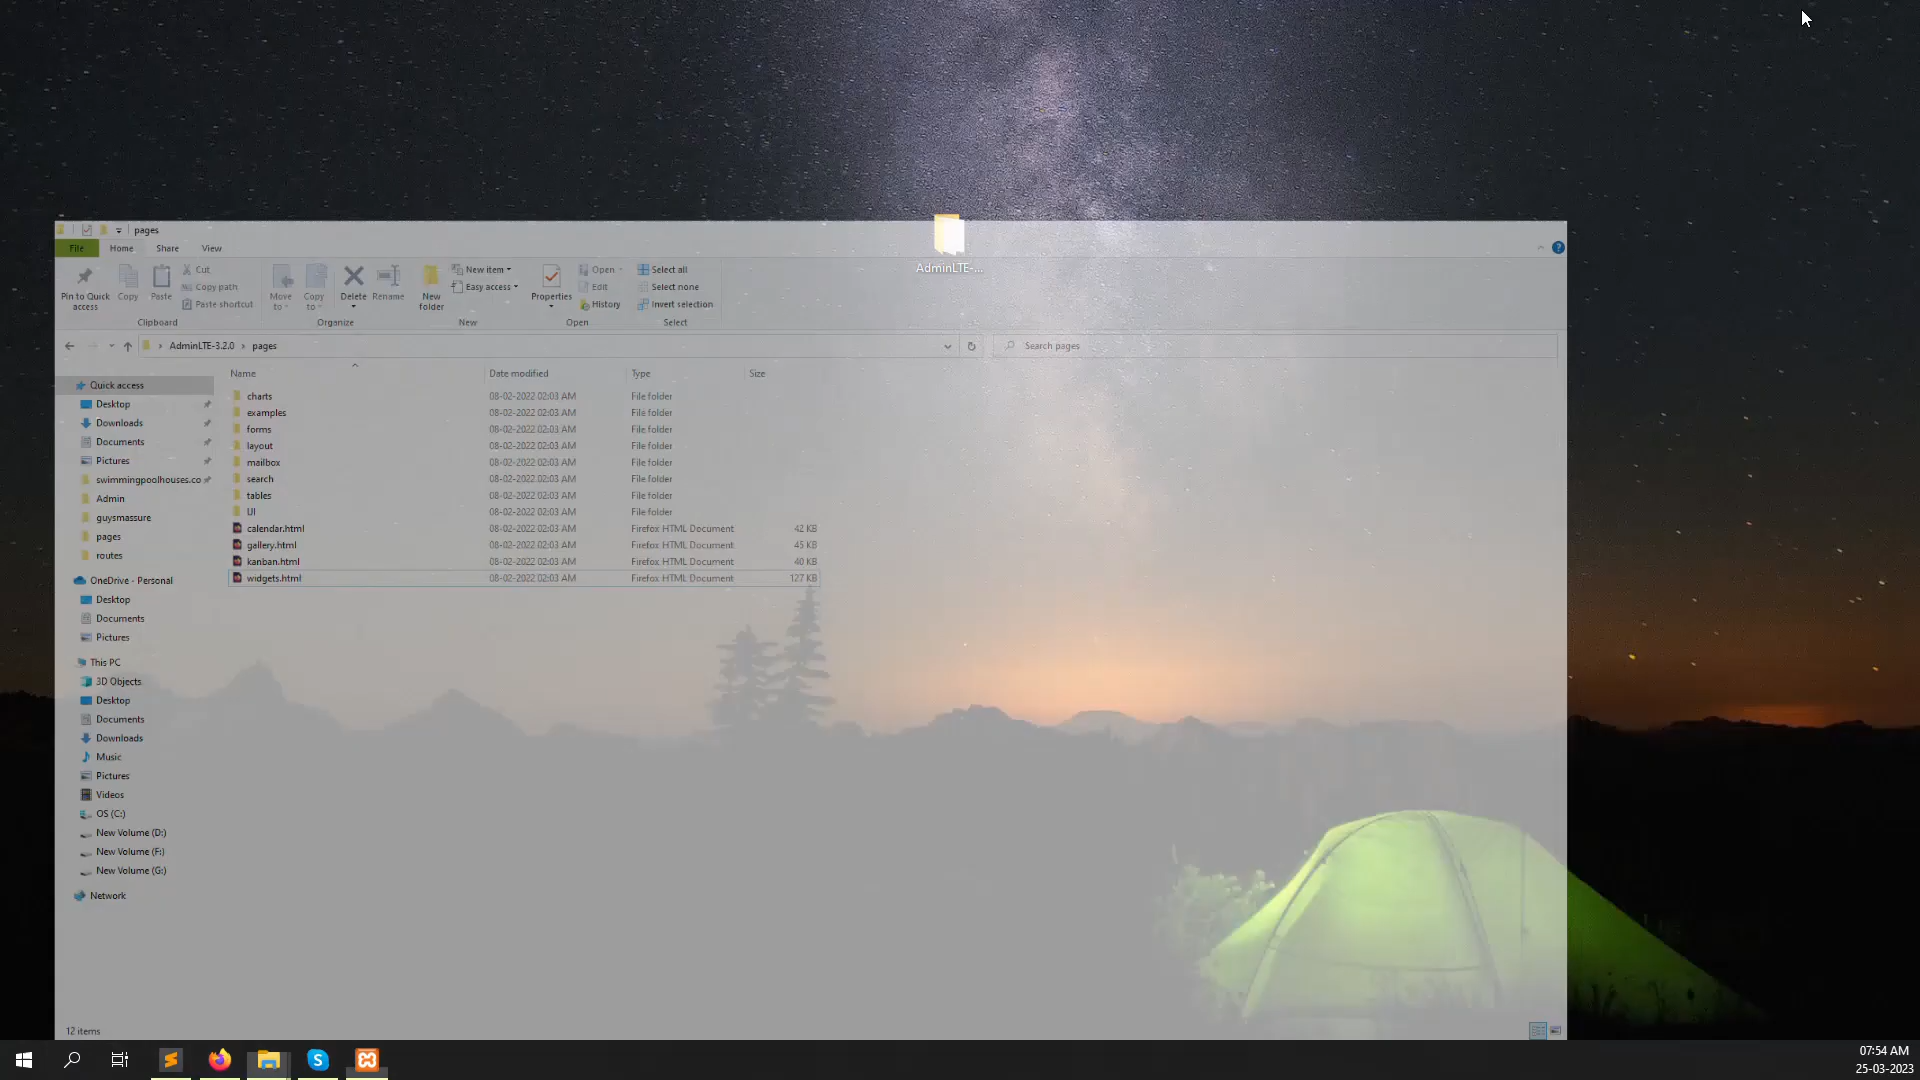 pages
File Home Share View
Pin to Quick access
Copy
Paste
Cut
Copy path
Paste shortcut
Clipboard
Move to
Copy to
Delete
Rename
Organize
New folder
New item
Easy access
New
Properties
Open
Edit
History
Open
Select all
Select none
Invert selection
Select
AdminLTE-...
AdminLTE-3.2.0 › pages
Search pages
Name Date modified Type Size
charts 08-02-2022 02:03 AM File folder
examples 08-02-2022 02:03 AM File folder
forms 08-02-2022 02:03 AM File folder
layout 08-02-2022 02:03 AM File folder
mailbox 08-02-2022 02:03 AM File folder
search 08-02-2022 02:03 AM File folder
tables 08-02-2022 02:03 AM File folder
UI 08-02-2022 02:03 AM File folder
calendar.html 08-02-2022 02:03 AM Firefox HTML Document 42 KB
gallery.html 08-02-2022 02:03 AM Firefox HTML Document 45 KB
kanban.html 08-02-2022 02:03 AM Firefox HTML Document 40 KB
widgets.html 08-02-2022 02:03 AM Firefox HTML Document 127 KB
Quick access
Desktop
Downloads
Documents
Pictures
swimmingpoolhouses.co
Admin
guysmassure
pages
routes
OneDrive - Personal
Desktop
Documents
Pictures
This PC
3D Objects
Desktop
Documents
Downloads
Music
Pictures
Videos
OS (C:)
New Volume (D:)
New Volume (F:)
New Volume (G:)
Network
12 items
07:54 AM
25-03-2023